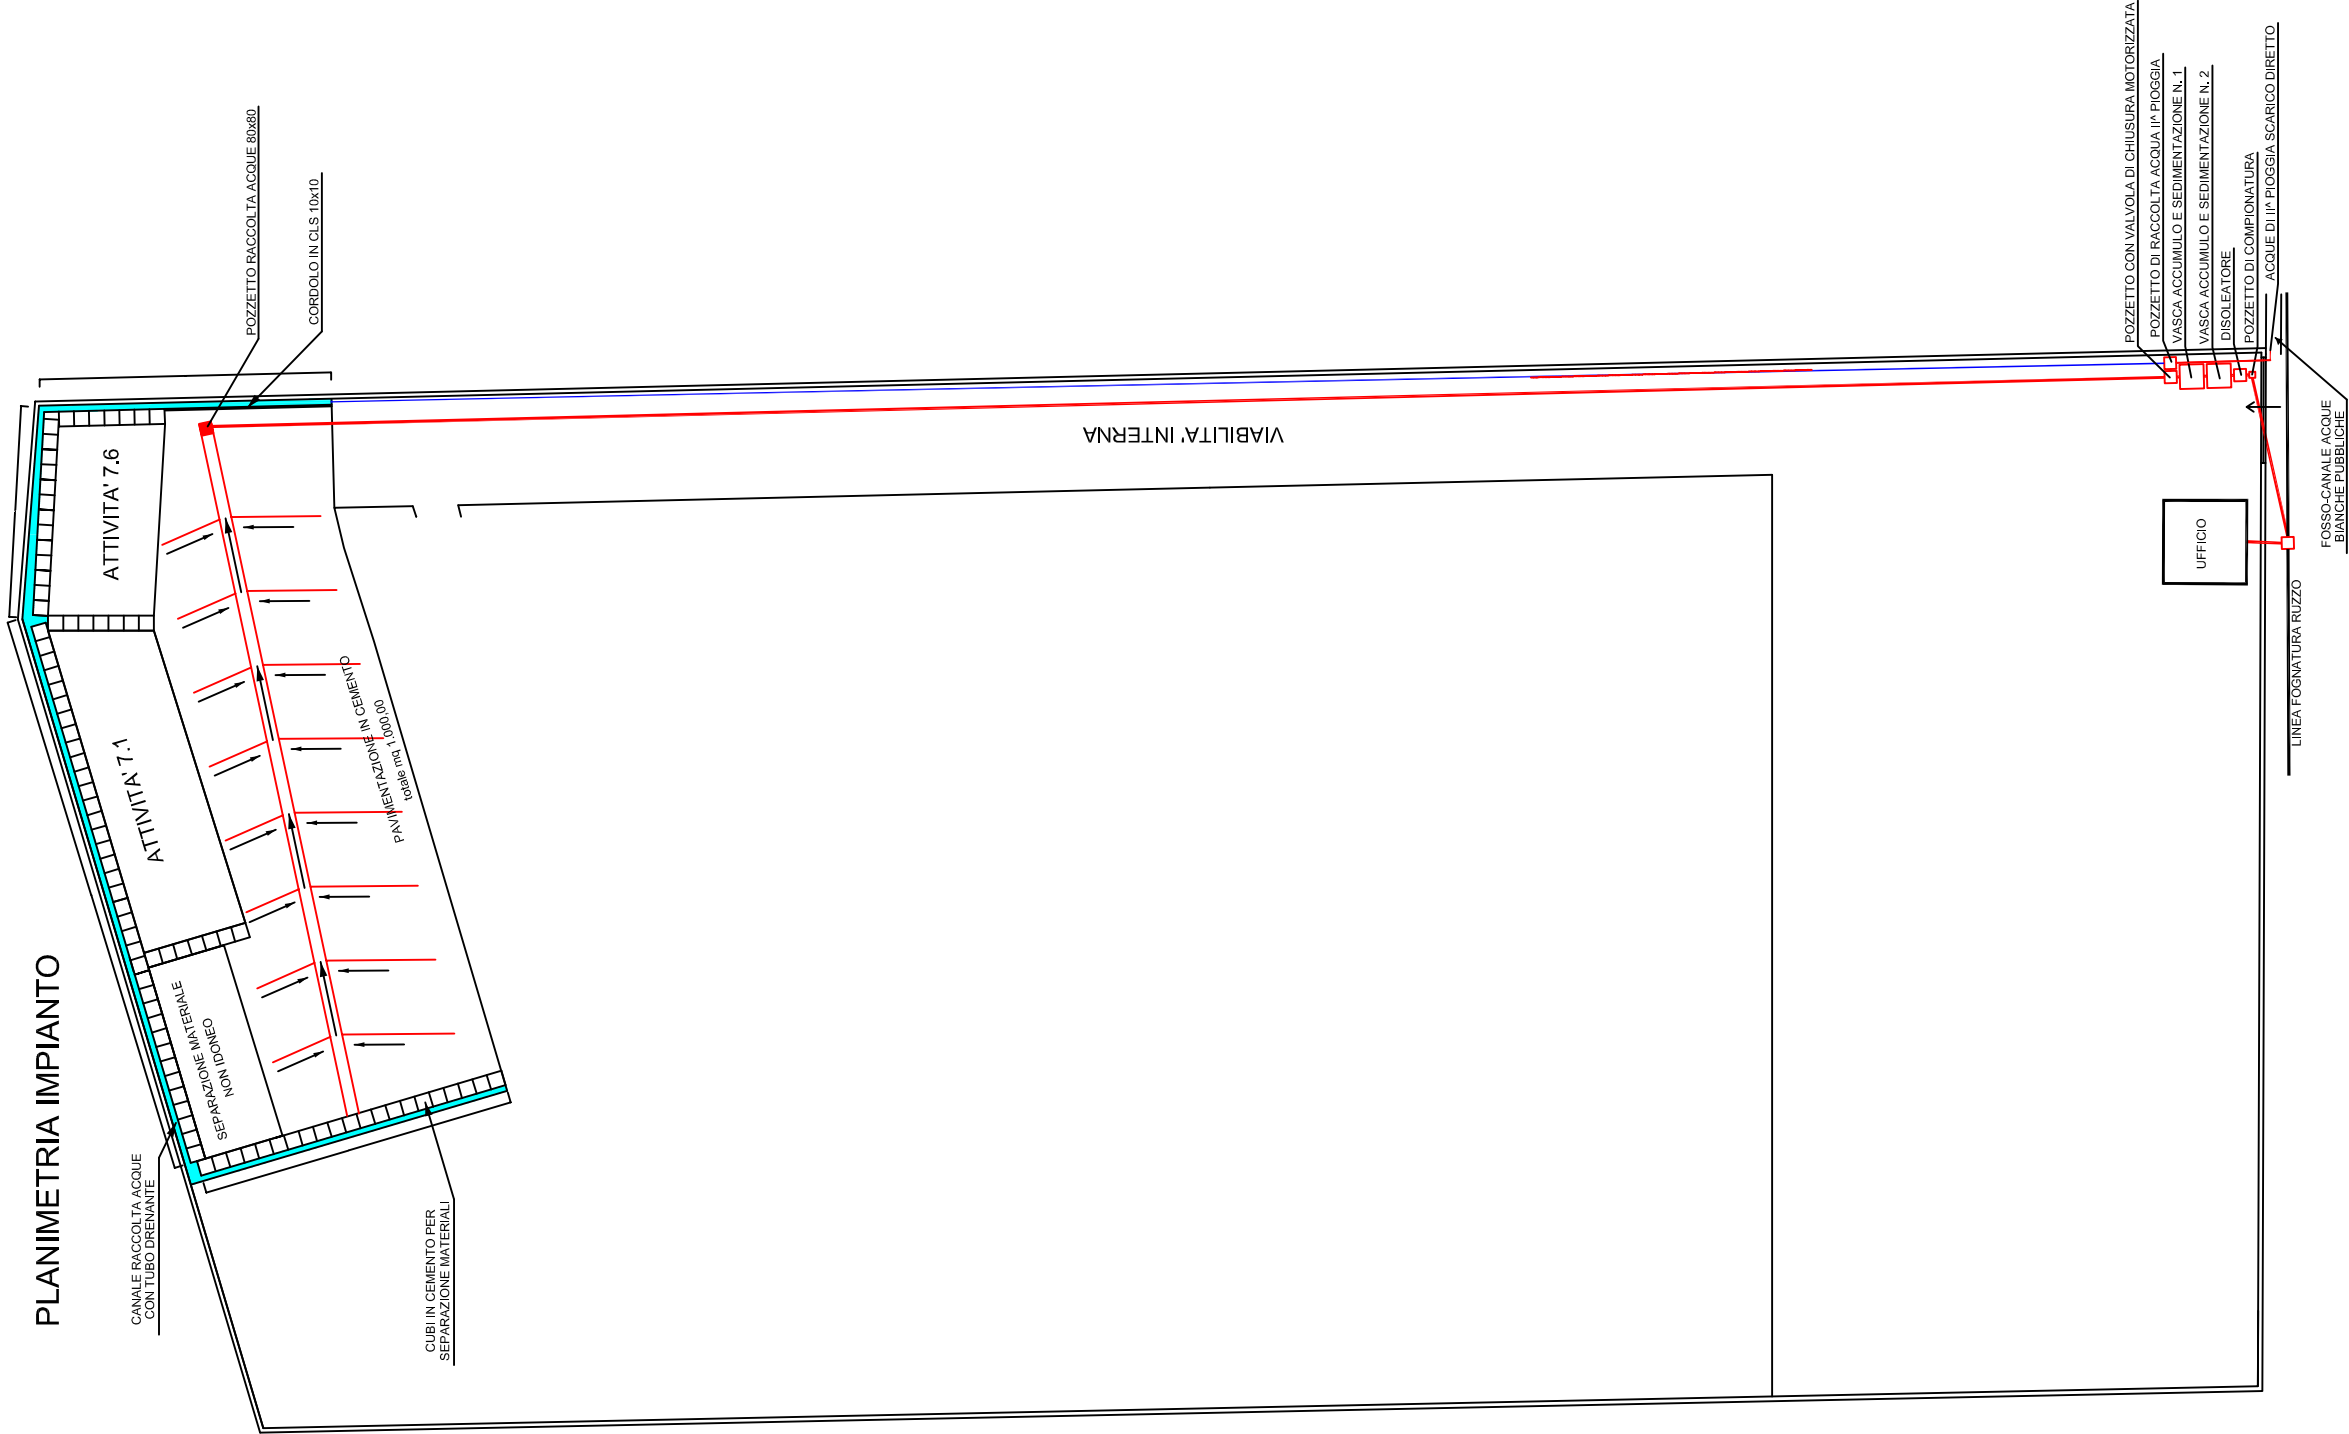 PLANIMETRIA IMPIANTO
CANALE RACCOLTA ACQUE
CON TUBO DRENANTE
CUBI IN CEMENTO PER
SEPARAZIONE MATERIALI
SEPARAZIONE MATERIALE
NON IDONEO
ATTIVITA' 7.1
ATTIVITA' 7.6
PAVIMENTAZIONE IN CEMENTO
totale mq 1.000,00
POZZETTO RACCOLTA ACQUE 80x80
CORDOLO IN CLS 10x10
VIABILITA' INTERNA
POZZETTO CON VALVOLA DI CHIUSURA MOTORIZZATA
POZZETTO DI RACCOLTA ACQUA II^ PIOGGIA
VASCA ACCUMULO E SEDIMENTAZIONE N. 1
VASCA ACCUMULO E SEDIMENTAZIONE N. 2
DISOLEATORE
POZZETTO DI COMPIONATURA
ACQUE DI II^ PIOGGIA SCARICO DIRETTO
FOSSO-CANALE ACQUE
BIANCHE PUBBLICHE
UFFICIO
LINEA FOGNATURA RUZZO